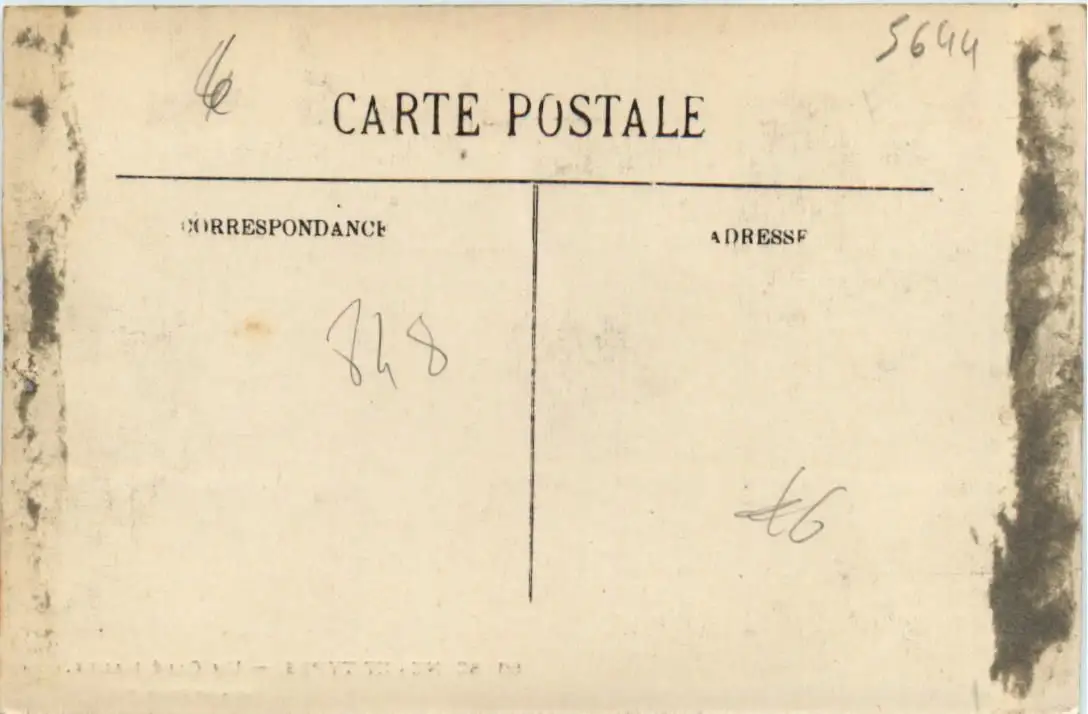 5644
CARTE POSTALE
CORRESPONDANCE
ADRESSE
848